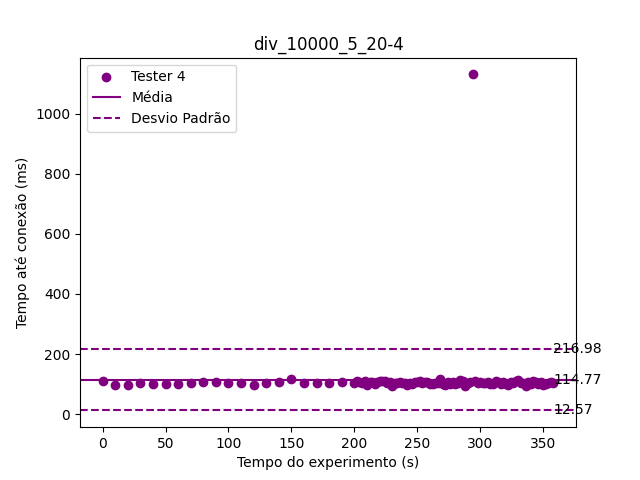 div_10000_5_20-4
Tester 4
Média
Desvio Padrão
Tempo até conexão (ms)
1000
800
600
400
200
0
216.98
114.77
12.57
0
50
100
150
200
250
300
350
Tempo do experimento (s)